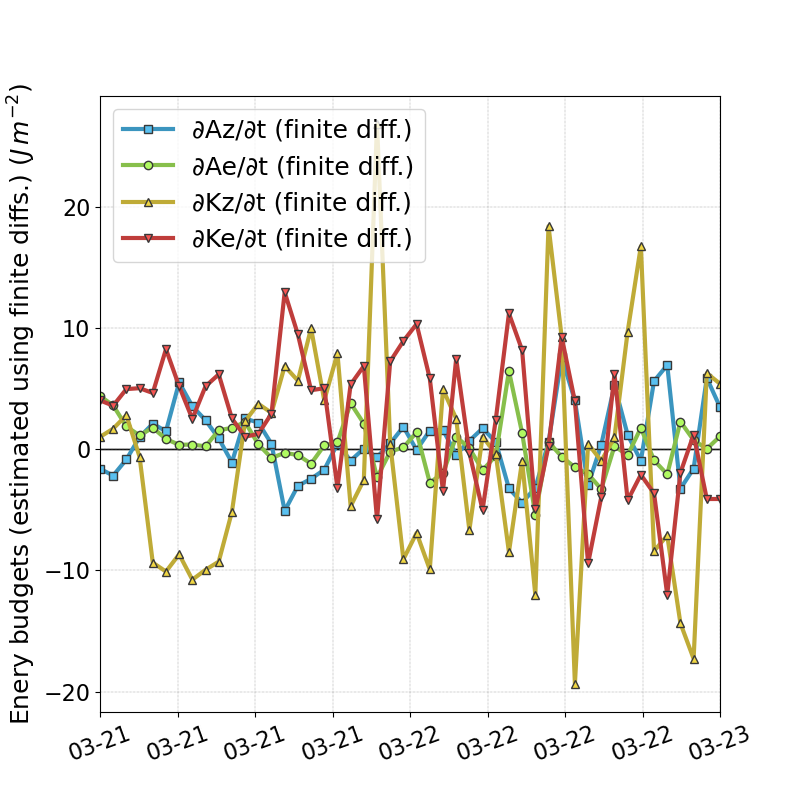 Enery budgets (estimated using finite diffs.) (J m⁻²)
∂Az/∂t (finite diff.)
∂Ae/∂t (finite diff.)
∂Kz/∂t (finite diff.)
∂Ke/∂t (finite diff.)
20
10
0
−10
−20
03-21 03-21 03-21 03-21 03-22 03-22 03-22 03-22 03-23